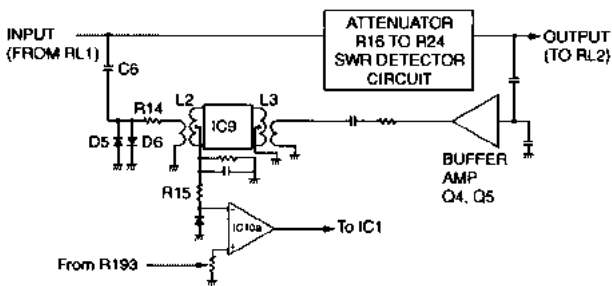 INPUT
(FROM RL1)
ATTENUATOR
R16 TO R24
SWR DETECTOR
CIRCUIT
OUTPUT
(TO RL2)
C6
R14
L2
IC9
L3
D5
D6
BUFFER
AMP
Q4, Q5
R15
IC10a
To IC1
From R193